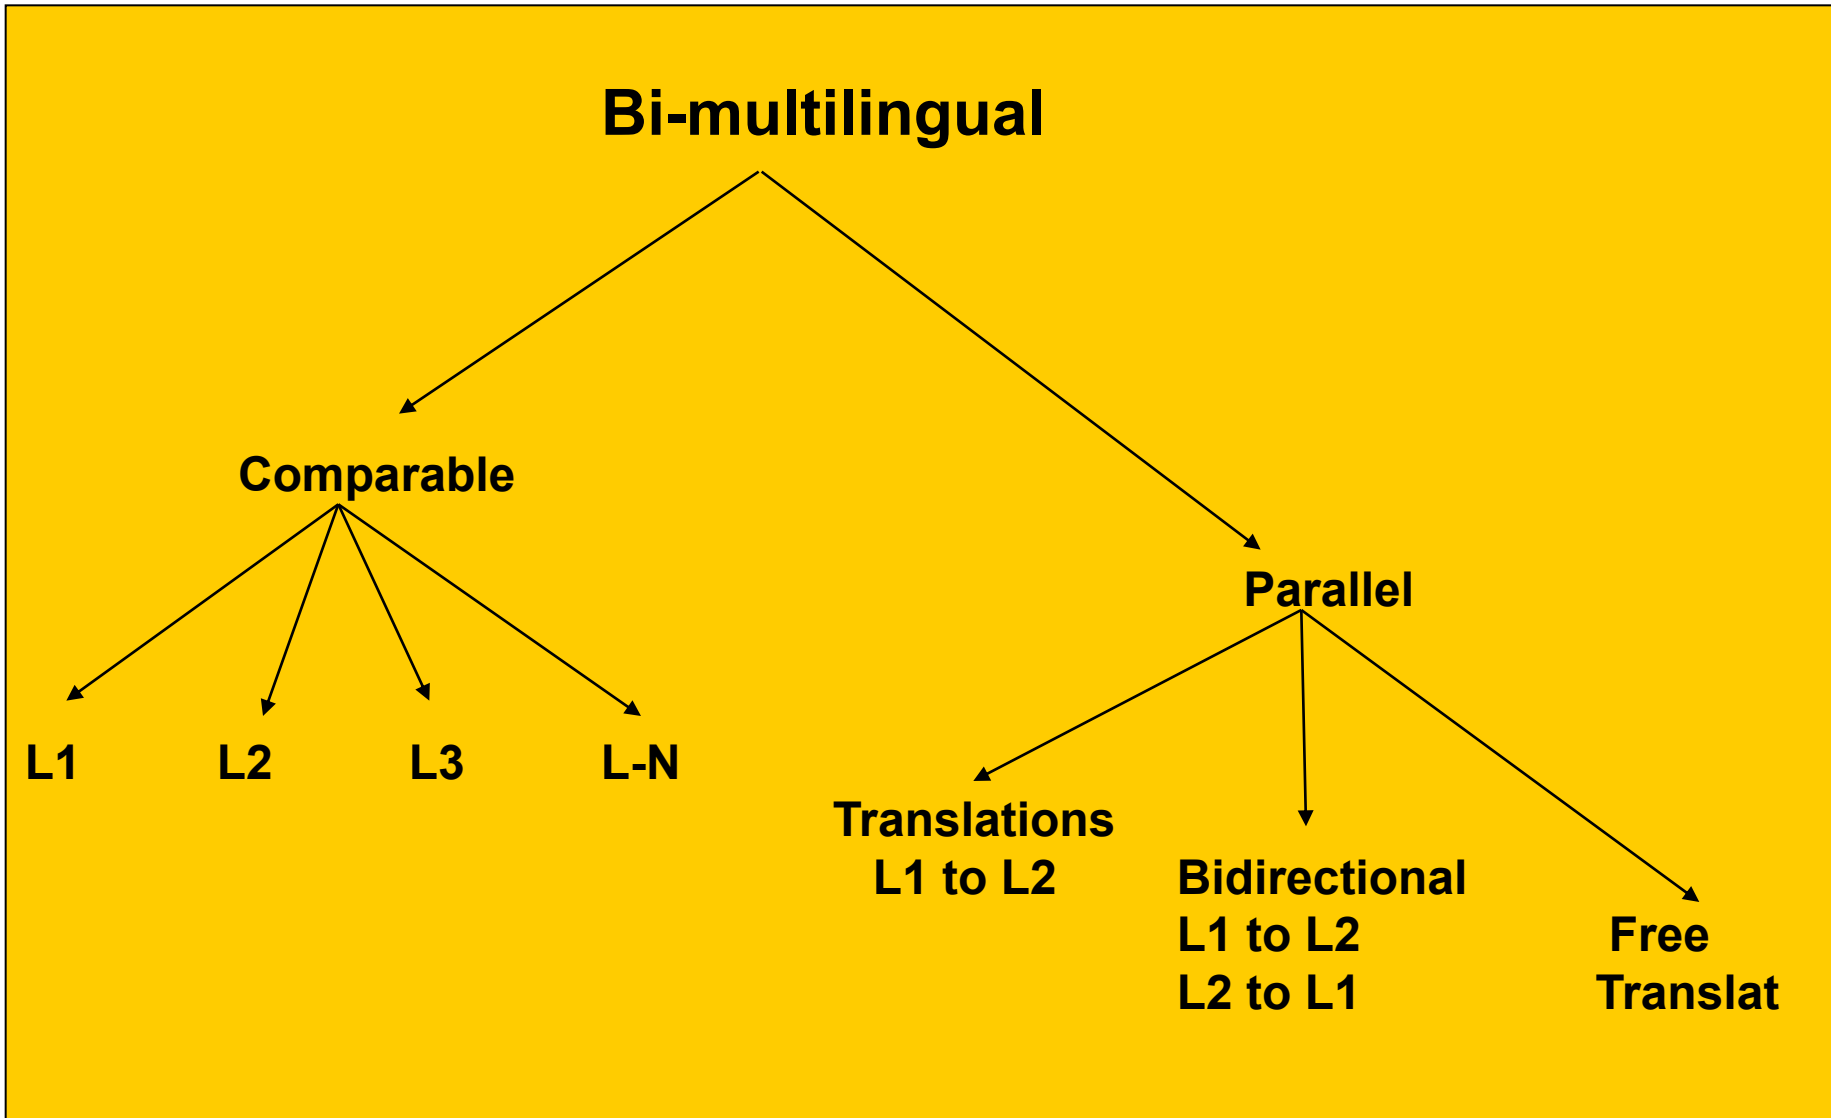 Bi-multilingual
Comparable
Parallel
L1 L2 L3 L-N
Translations
L1 to L2
Bidirectional
L1 to L2
L2 to L1
Free
Translat